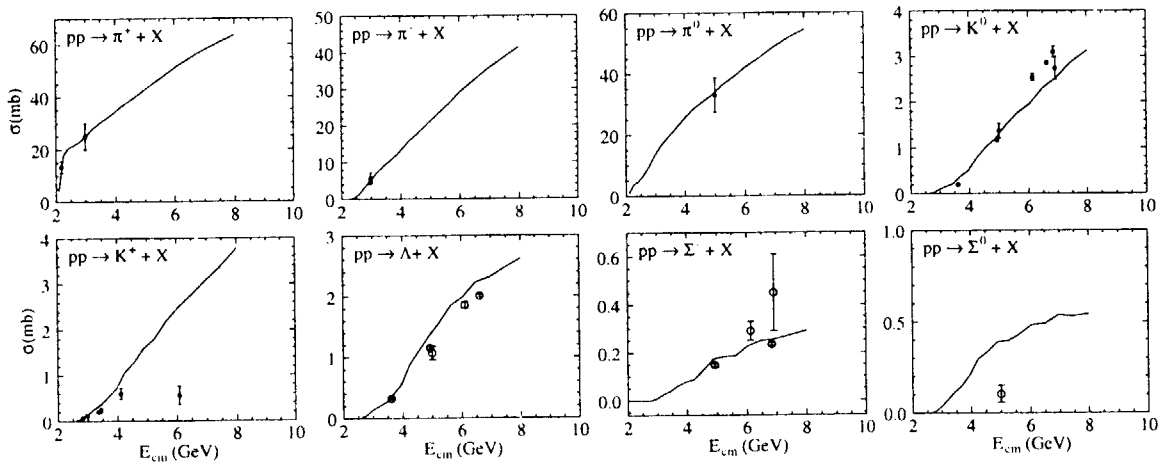 pp → π⁺ + X
60
40
20
0
σ(mb)
2 4 6 8 10
pp → π⁻ + X
50
40
30
20
10
0
2 4 6 8 10
pp → π⁰ + X
60
40
20
0
2 4 6 8 10
pp → K⁰ + X
4
3
2
1
0
2 4 6 8 10
pp → K⁺ + X
4
3
2
1
0
σ(mb)
2 4 6 8 10
E_cm (GeV)
pp → Λ + X
3
2
1
0
2 4 6 8 10
E_cm (GeV)
pp → Σ + X
0.6
0.4
0.2
0.0
2 4 6 8 10
E_cm (GeV)
pp → Σ⁰ + X
1.0
0.5
0.0
2 4 6 8 10
E_cm (GeV)